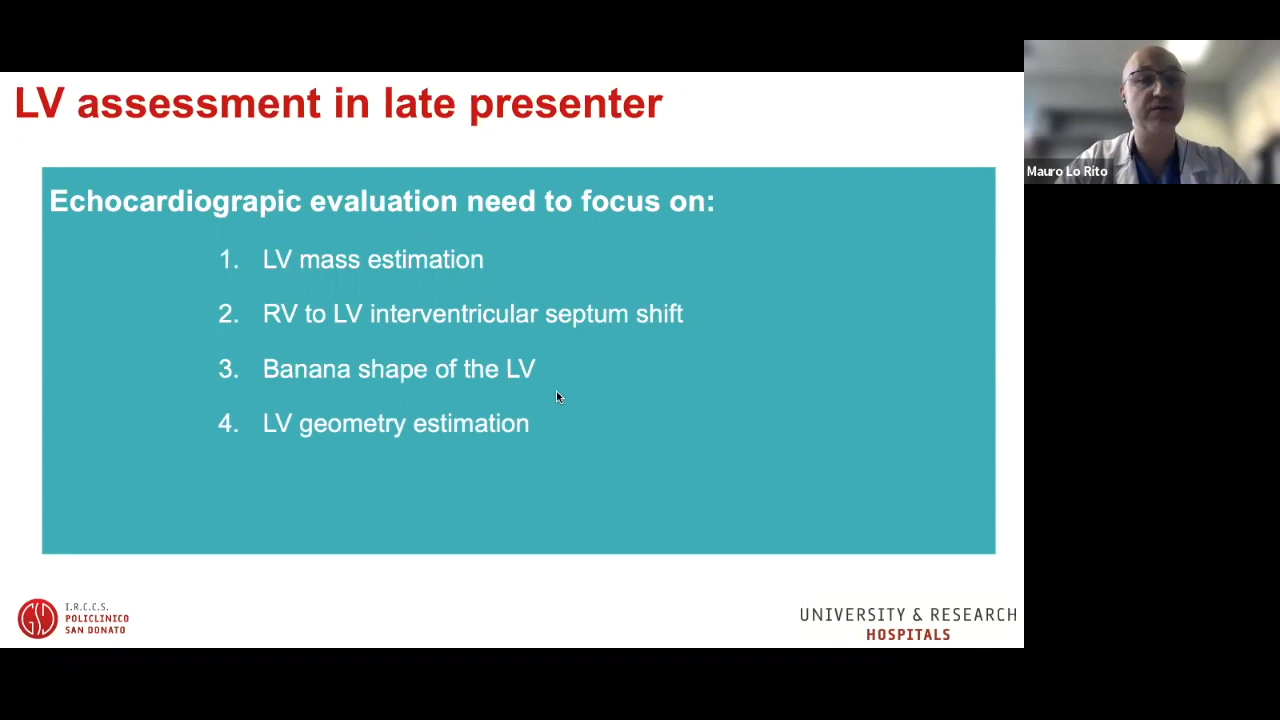 LV assessment in late presenter
Echocardiograpic evaluation need to focus on:
1. LV mass estimation
2. RV to LV interventricular septum shift
3. Banana shape of the LV
4. LV geometry estimation
Mauro Lo Rito
GSD
I.R.C.C.S.
POLICLINICO
SAN DONATO
UNIVERSITY & RESEARCH
HOSPITALS